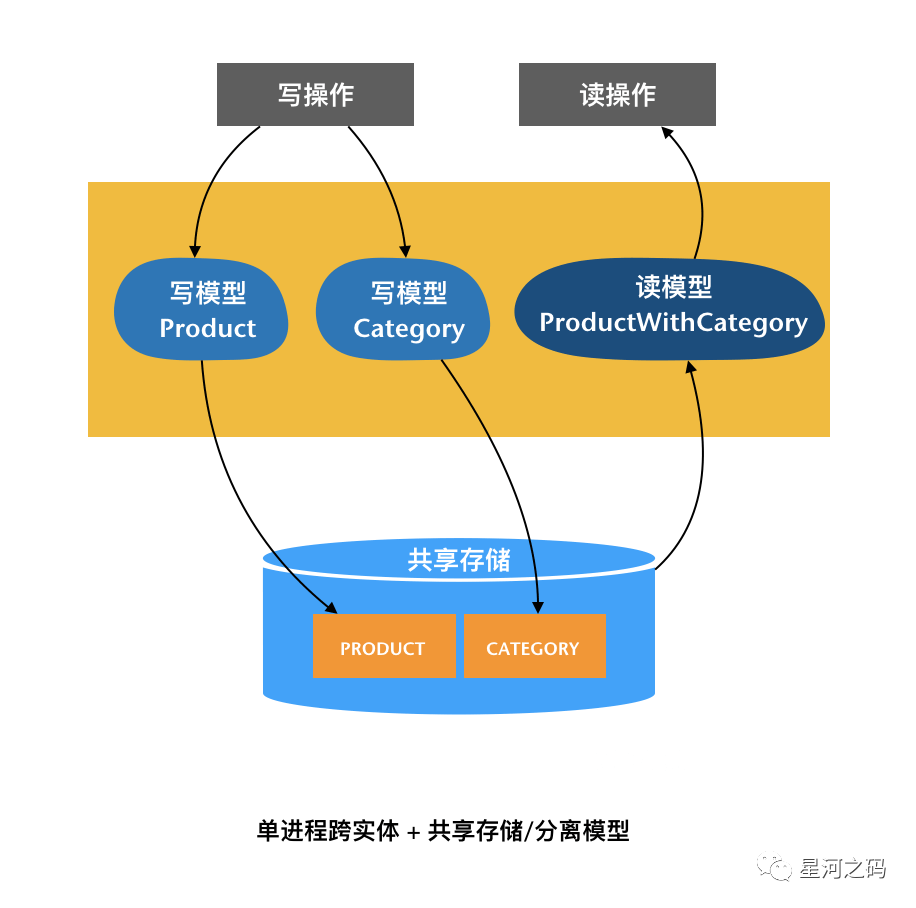 写操作
读操作
写模型
Product
写模型
Category
读模型
ProductWithCategory
共享存储
PRODUCT
CATEGORY
单进程跨实体 + 共享存储/分离模型
星河之码